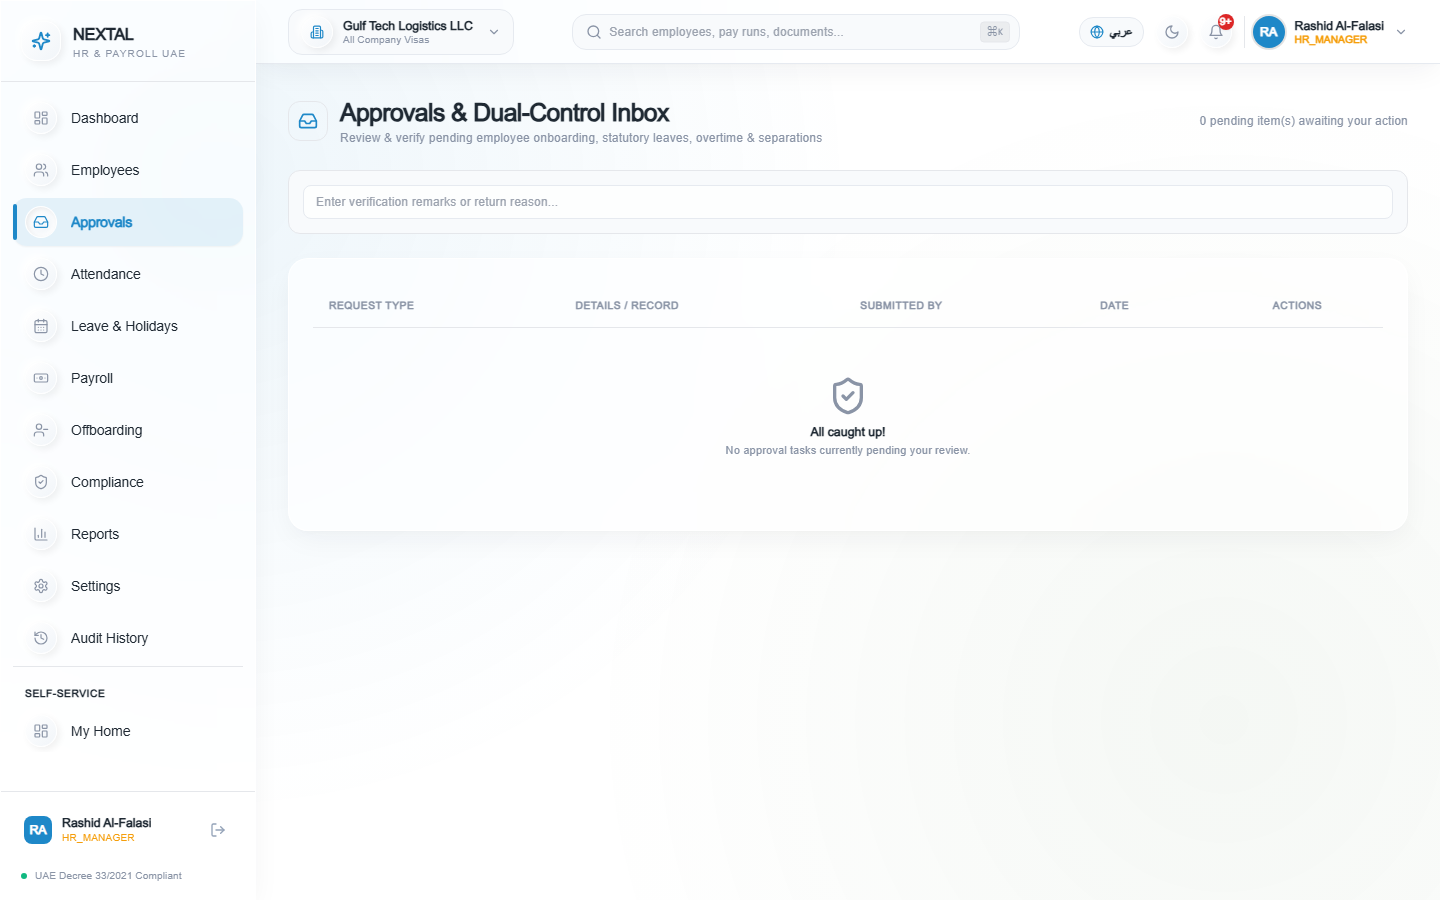 NEXTAL
HR & PAYROLL UAE
Gulf Tech Logistics LLC
All Company Visas
Search employees, pay runs, documents...
⌘K
عربي
9+
RA
Rashid Al-Falasi
HR_MANAGER
Dashboard
Employees
Approvals
Attendance
Leave & Holidays
Payroll
Offboarding
Compliance
Reports
Settings
Audit History
SELF-SERVICE
My Home
RA
Rashid Al-Falasi
HR_MANAGER
UAE Decree 33/2021 Compliant
Approvals & Dual-Control Inbox
Review & verify pending employee onboarding, statutory leaves, overtime & separations
0 pending item(s) awaiting your action
Enter verification remarks or return reason...
REQUEST TYPE DETAILS / RECORD SUBMITTED BY DATE ACTIONS
All caught up!
No approval tasks currently pending your review.